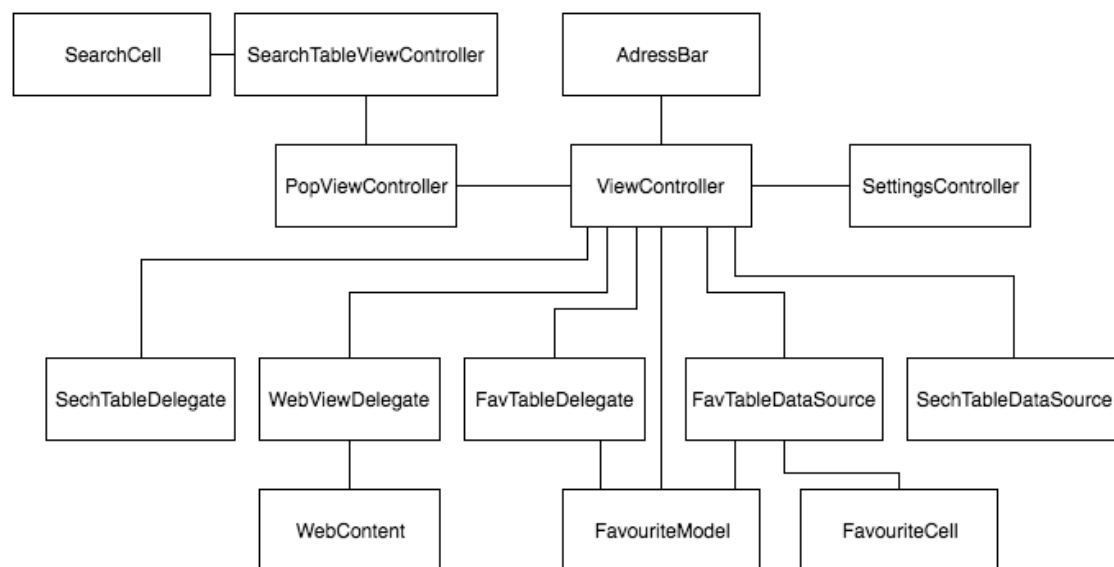 SearchCell
SearchTableViewController
AdressBar
PopViewController
ViewController
SettingsController
SechTableDelegate
WebViewDelegate
FavTableDelegate
FavTableDataSource
SechTableDataSource
WebContent
FavouriteModel
FavouriteCell